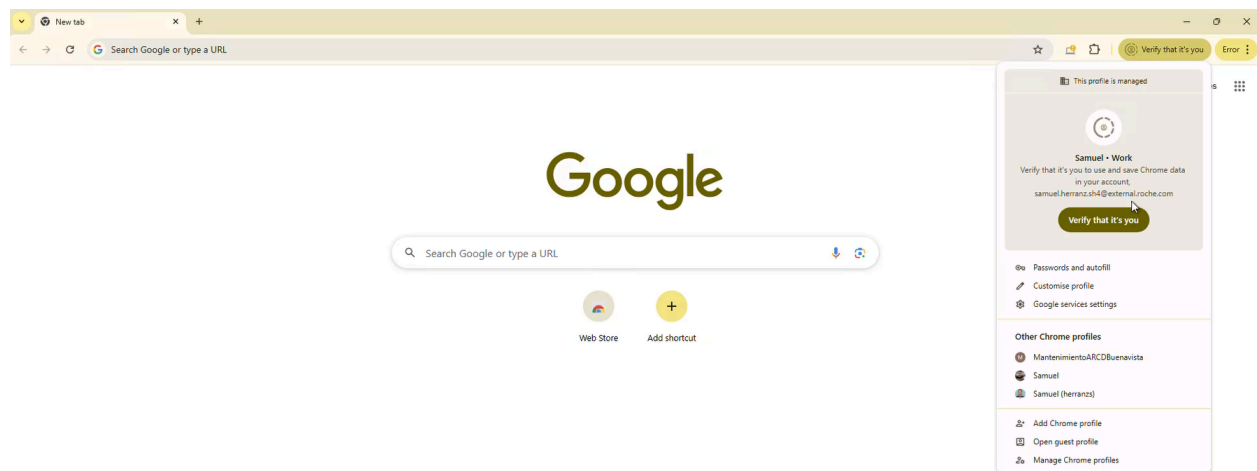 New tab
Search Google or type a URL
Verify that it's you
Error
This profile is managed
Samuel • Work
Verify that it's you to use and save Chrome data
in your account,
samuel.herranz.sh4@external.roche.com
Verify that it's you
Google
Search Google or type a URL
Web Store
Add shortcut
Passwords and autofill
Customise profile
Google services settings
Other Chrome profiles
M MantenimientoARCDBuenavista
Samuel
Samuel (herranzs)
Add Chrome profile
Open guest profile
Manage Chrome profiles